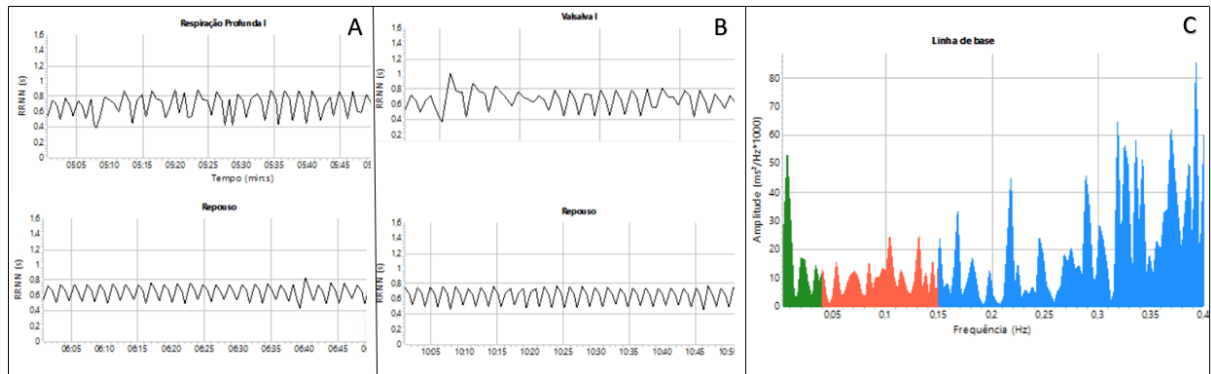 Respiração Profunda I
A
RRNN (s)
1,6
1,4
1,2
1
0,8
0,6
0,4
0,2
0
05:05 05:10 05:15 05:20 05:25 05:30 05:35 05:40 05:45
Tempo (min:s)
Repouso
RRNN (s)
1,6
1,4
1,2
1
0,8
0,6
0,4
0,2
0
06:05 06:10 06:15 06:20 06:25 06:30 06:35 06:40 06:45
Valsalva I
B
RRNN (s)
1,6
1,4
1,2
1
0,8
0,6
0,4
0,2
Repouso
RRNN (s)
1,6
1,4
1,2
1
0,8
0,6
0,4
0,2
0
10:05 10:10 10:15 10:20 10:25 10:30 10:35 10:40 10:45 10:50
C
Linha de base
Amplitude (ms²/Hz*1000)
80
70
60
50
40
30
20
10
0
0,05 0,1 0,15 0,2 0,25 0,3 0,35 0,4
Frequência (Hz)